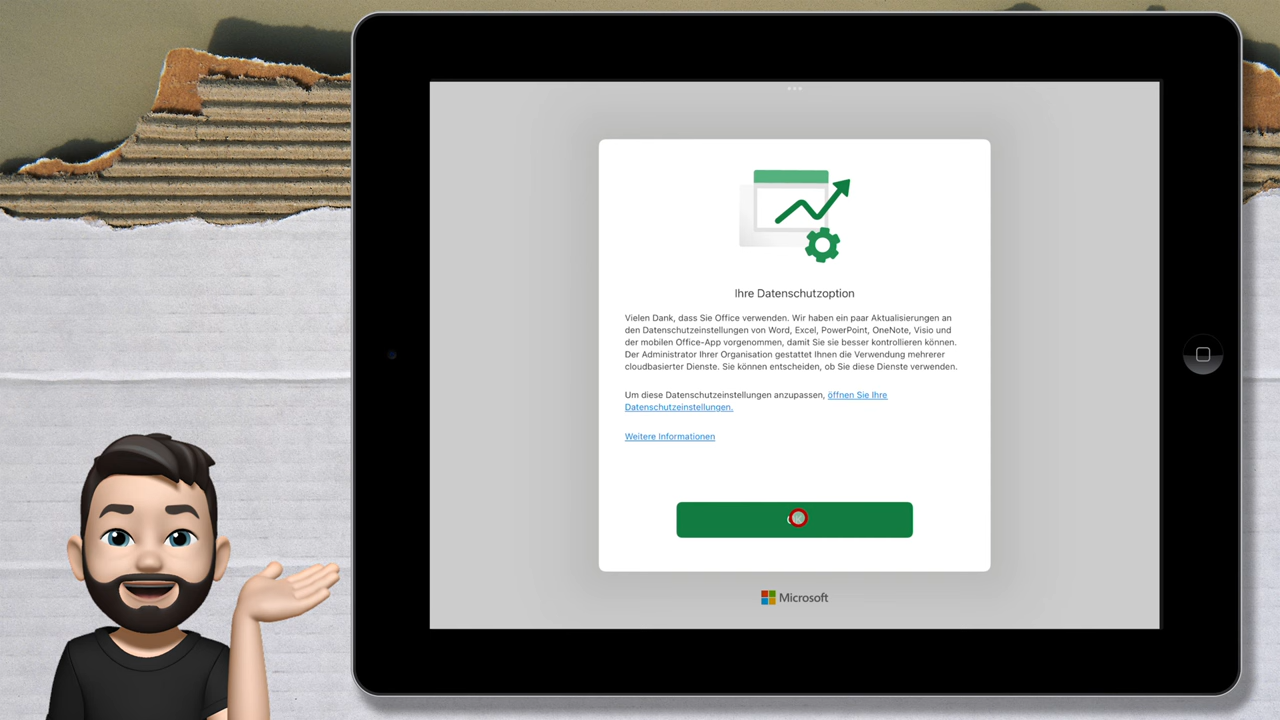 Ihre Datenschutzoption
Vielen Dank, dass Sie Office verwenden. Wir haben ein paar Aktualisierungen an
den Datenschutzeinstellungen von Word, Excel, PowerPoint, OneNote, Visio und
der mobilen Office-App vorgenommen, damit Sie sie besser kontrollieren können.
Der Administrator Ihrer Organisation gestattet Ihnen die Verwendung mehrerer
cloudbasierter Dienste. Sie können entscheiden, ob Sie diese Dienste verwenden.
Um diese Datenschutzeinstellungen anzupassen, öffnen Sie Ihre
Datenschutzeinstellungen.
Weitere Informationen
Microsoft